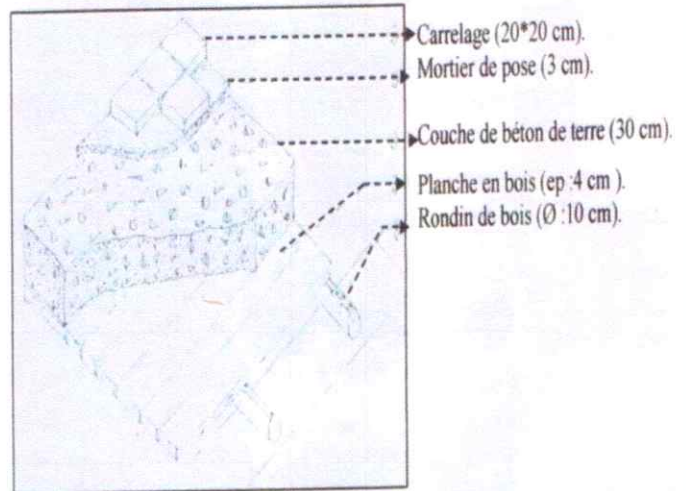 Carrelage (20*20 cm).
Mortier de pose (3 cm).
Couche de béton de terre (30 cm).
Planche en bois (ep :4 cm ).
Rondin de bois (Ø :10 cm).